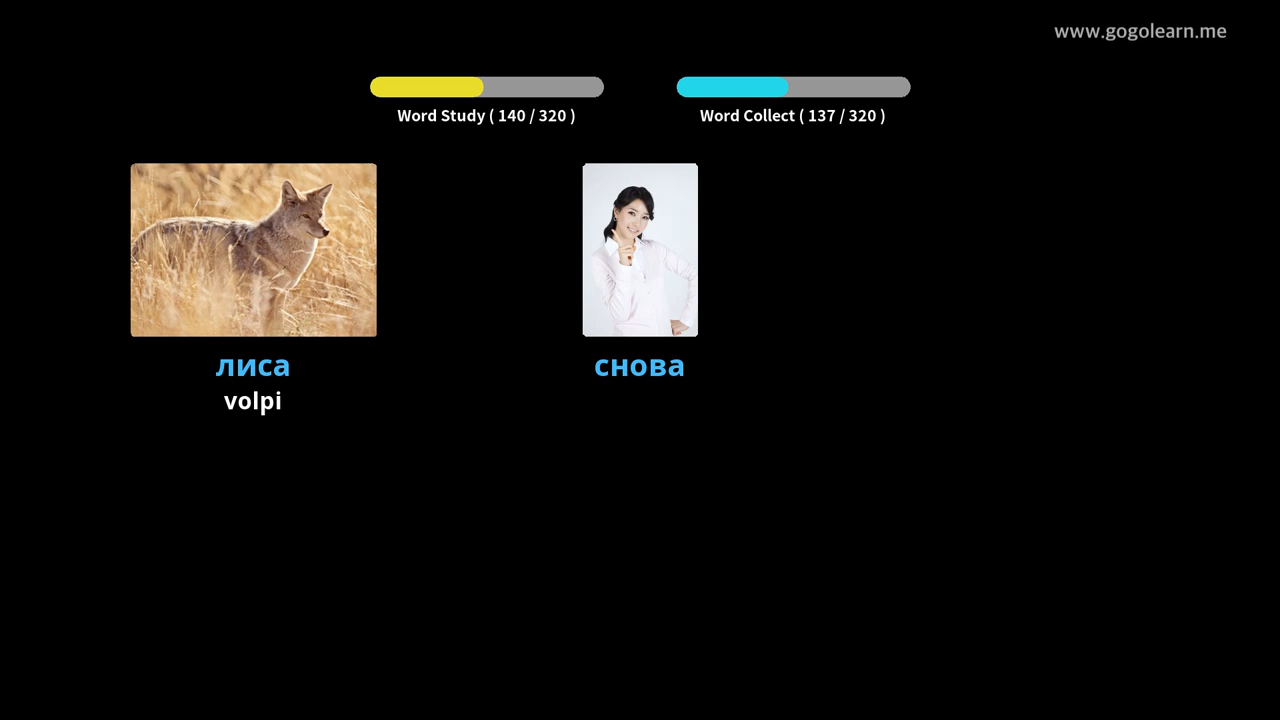 www.gogolearn.me
Word Study ( 140 / 320 )
Word Collect ( 137 / 320 )
лиса
volpi
снова